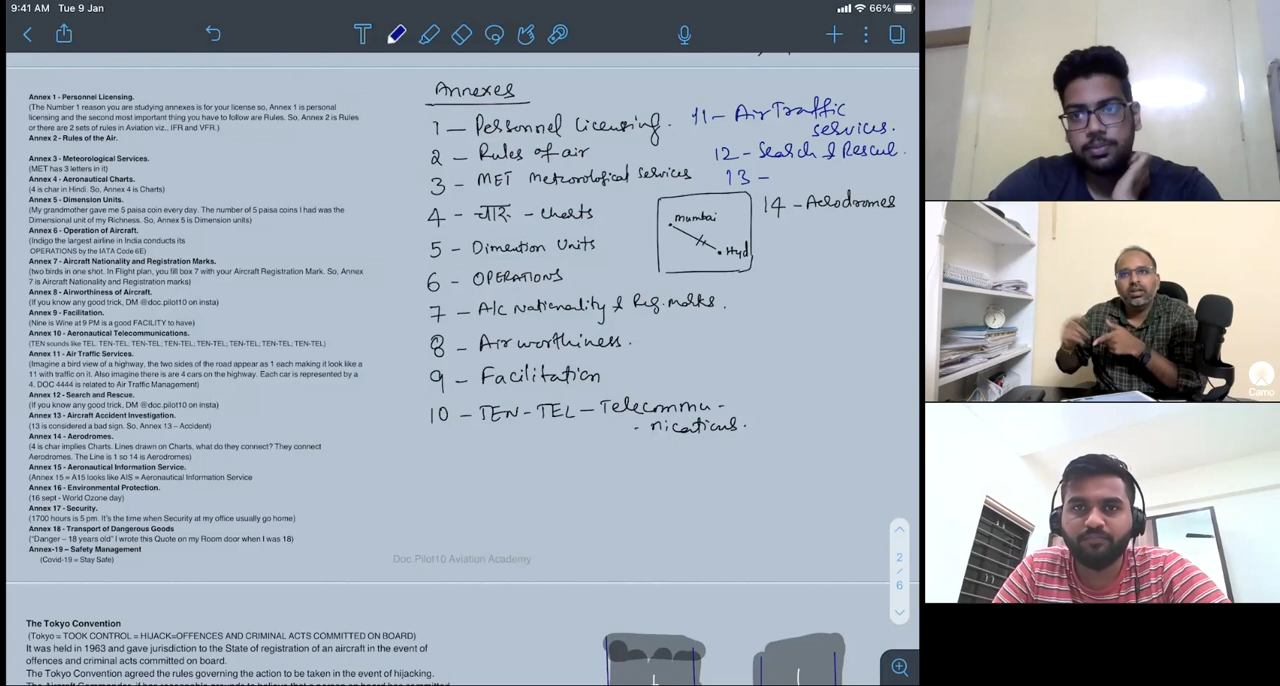 9:41 AM Tue 9 Jan
66%
T
Annex 1 - Personnel Licensing.
(The Number 1 reason you are studying annexes is for your license so, Annex 1 is personal
licensing and the second most important thing you have to follow are Rules. So, Annex 2 is Rules
or there are 2 sets of rules in Aviation viz., IFR and VFR.)
Annex 2 - Rules of the Air.
Annex 3 - Meteorological Services.
(MET has 3 letters in it)
Annex 4 - Aeronautical Charts.
(4 is char in Hindi. So, Annex 4 is Charts)
Annex 5 - Dimension Units.
(My grandmother gave me 5 paisa coin every day. The number of 5 paisa coins I had was the
Dimensional unit of my Richness. So, Annex 5 is Dimension units)
Annex 6 - Operation of Aircraft.
(Indigo the largest airline in India conducts its
OPERATIONS by the IATA Code 6E)
Annex 7 - Aircraft Nationality and Registration Marks.
(two birds in one shot. In Flight plan, you fill box 7 with your Aircraft Registration Mark. So, Annex
7 is Aircraft Nationality and Registration marks)
Annex 8 - Airworthiness of Aircraft.
(If you know any good trick, DM @doc.pilot10 on insta)
Annex 9 - Facilitation.
(Nine is Wine at 9 PM is a good FACILITY to have)
Annex 10 - Aeronautical Telecommunications.
(TEN sounds like TEL. TEN-TEL; TEN-TEL; TEN-TEL; TEN-TEL; TEN-TEL; TEN-TEL; TEN-TEL)
Annex 11 - Air Traffic Services.
(Imagine a bird view of a highway, the two sides of the road appear as 1 each making it look like a
11 with traffic on it. Also imagine there is are 4 cars on the highway. Each car is represented by a
4. DOC 4444 is related to Air Traffic Management)
Annex 12 - Search and Rescue.
(If you know any good trick, DM @doc.pilot10 on insta)
Annex 13 - Aircraft Accident Investigation.
(13 is considered a bad sign. So, Annex 13 – Accident)
Annex 14 - Aerodromes.
(4 is char implies Charts. Lines drawn on Charts, what do they connect? They connect
Aerodromes. The Line is 1 so 14 is Aerodromes)
Annex 15 - Aeronautical Information Service.
(Annex 15 = A15 looks like AIS = Aeronautical Information Service
Annex 16 - Environmental Protection.
(16 sept - World Ozone day)
Annex 17 - Security.
(1700 hours is 5 pm. It's the time when Security at my office usually go home)
Annex 18 - Transport of Dangerous Goods
("Danger – 18 years old" I wrote this Quote on my Room door when I was 18)
Annex-19 – Safety Management
(Covid-19 = Stay Safe)
Annexes
1 — Personnel Licensing.
2 — Rules of air
3 — MET Meteorological Services
4 - चार - Charts
5 - Dimention Units
6 - OPERATIONS
7 - A/C Nationality & Reg. marks.
8 - Air worthiness.
9 - Facilitation
10 - TEN-TEL - Telecommu-
- nications.
11 - Air Traffic
services.
12 - Search & Rescue.
13 -
14 - Aerodromes
mumbai
Hyd
Doc Pilot10 Aviation Academy
2
/
6
Camo
The Tokyo Convention
(Tokyo = TOOK CONTROL = HIJACK=OFFENCES AND CRIMINAL ACTS COMMITTED ON BOARD)
It was held in 1963 and gave jurisdiction to the State of registration of an aircraft in the event of
offences and criminal acts committed on board.
The Tokyo Convention agreed the rules governing the action to be taken in the event of hijacking.